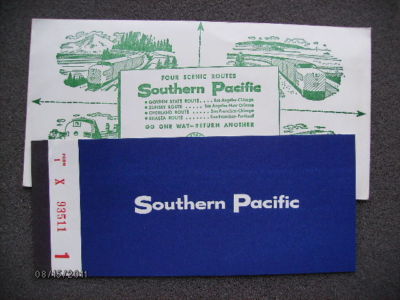 FOUR SCENIC ROUTES
Southern Pacific
• GOLDEN STATE ROUTE.... Los Angeles-Chicago
• SUNSET ROUTE ..... Los Angeles-New Orleans
• OVERLAND ROUTE .... San Francisco-Chicago
• SHASTA ROUTE..... San Francisco-Portland
GO ONE WAY—RETURN ANOTHER
FORM
1
X 93511
1
Southern Pacific
08/15/2011